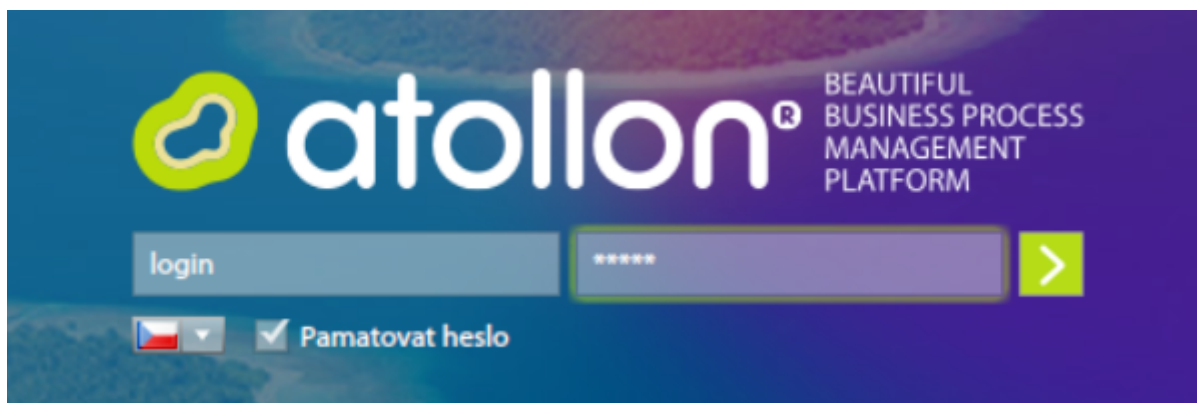 atollon®
BEAUTIFUL
BUSINESS PROCESS
MANAGEMENT
PLATFORM
login
*****
Pamatovat heslo